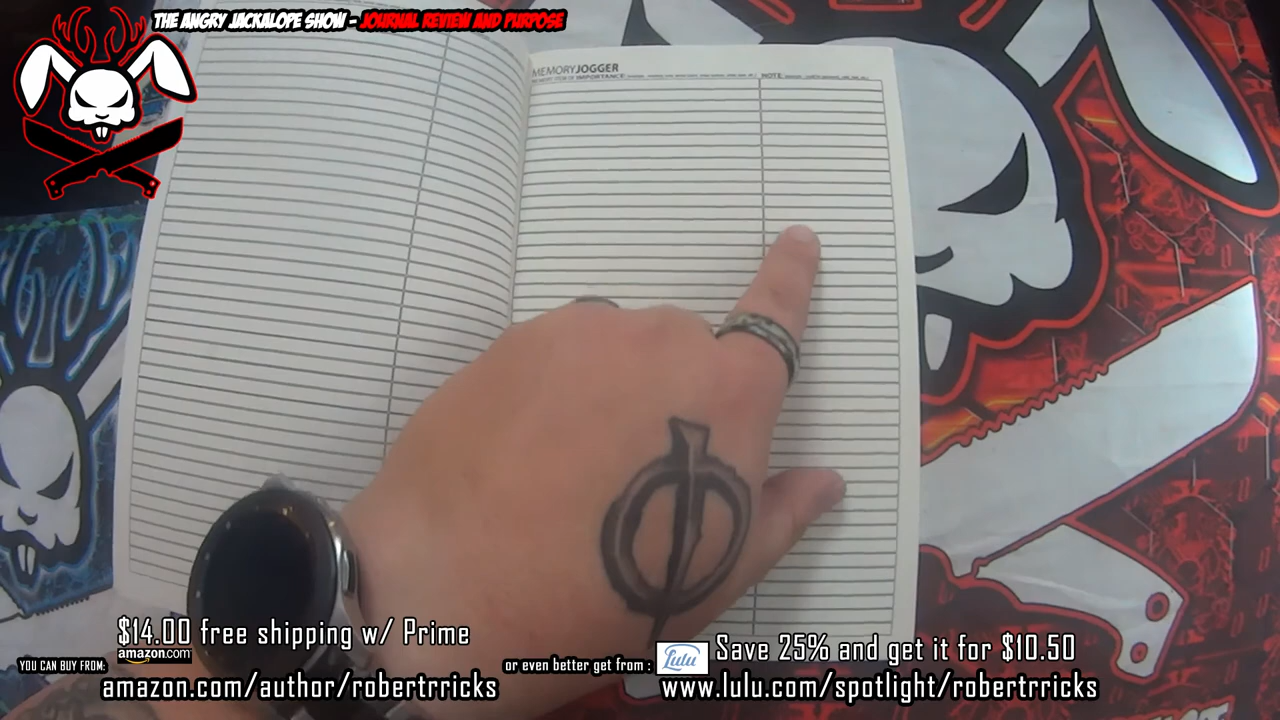 THE ANGRY JACKALOPE SHOW - JOURNAL REVIEW AND PURPOSE
MEMORYJOGGER
IMPORTANCE NOTE
$14.00 free shipping w/ Prime
amazon.com
YOU CAN BUY FROM:
amazon.com/author/robertrricks
or even better get from :
Lulu
Save 25% and get it for $10.50
www.lulu.com/spotlight/robertrricks